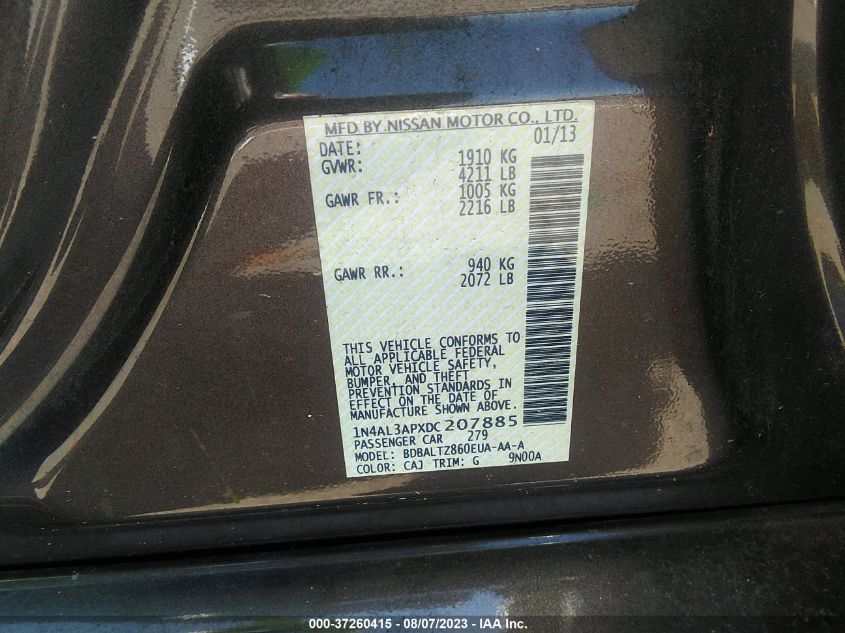 MFD BY NISSAN MOTOR CO., LTD.
DATE: 01/13
GVWR: 1910 KG
4211 LB
GAWR FR.: 1005 KG
2216 LB
GAWR RR.: 940 KG
2072 LB
THIS VEHICLE CONFORMS TO
ALL APPLICABLE FEDERAL
MOTOR VEHICLE SAFETY,
BUMPER, AND THEFT
PREVENTION STANDARDS IN
EFFECT ON THE DATE OF
MANUFACTURE SHOWN ABOVE.
1N4AL3APXDC207885
PASSENGER CAR 279
MODEL: BDBALTZ860EUA-AA-A
COLOR: CAJ TRIM: G 9N00A
000-37260415 - 08/07/2023 - IAA Inc.